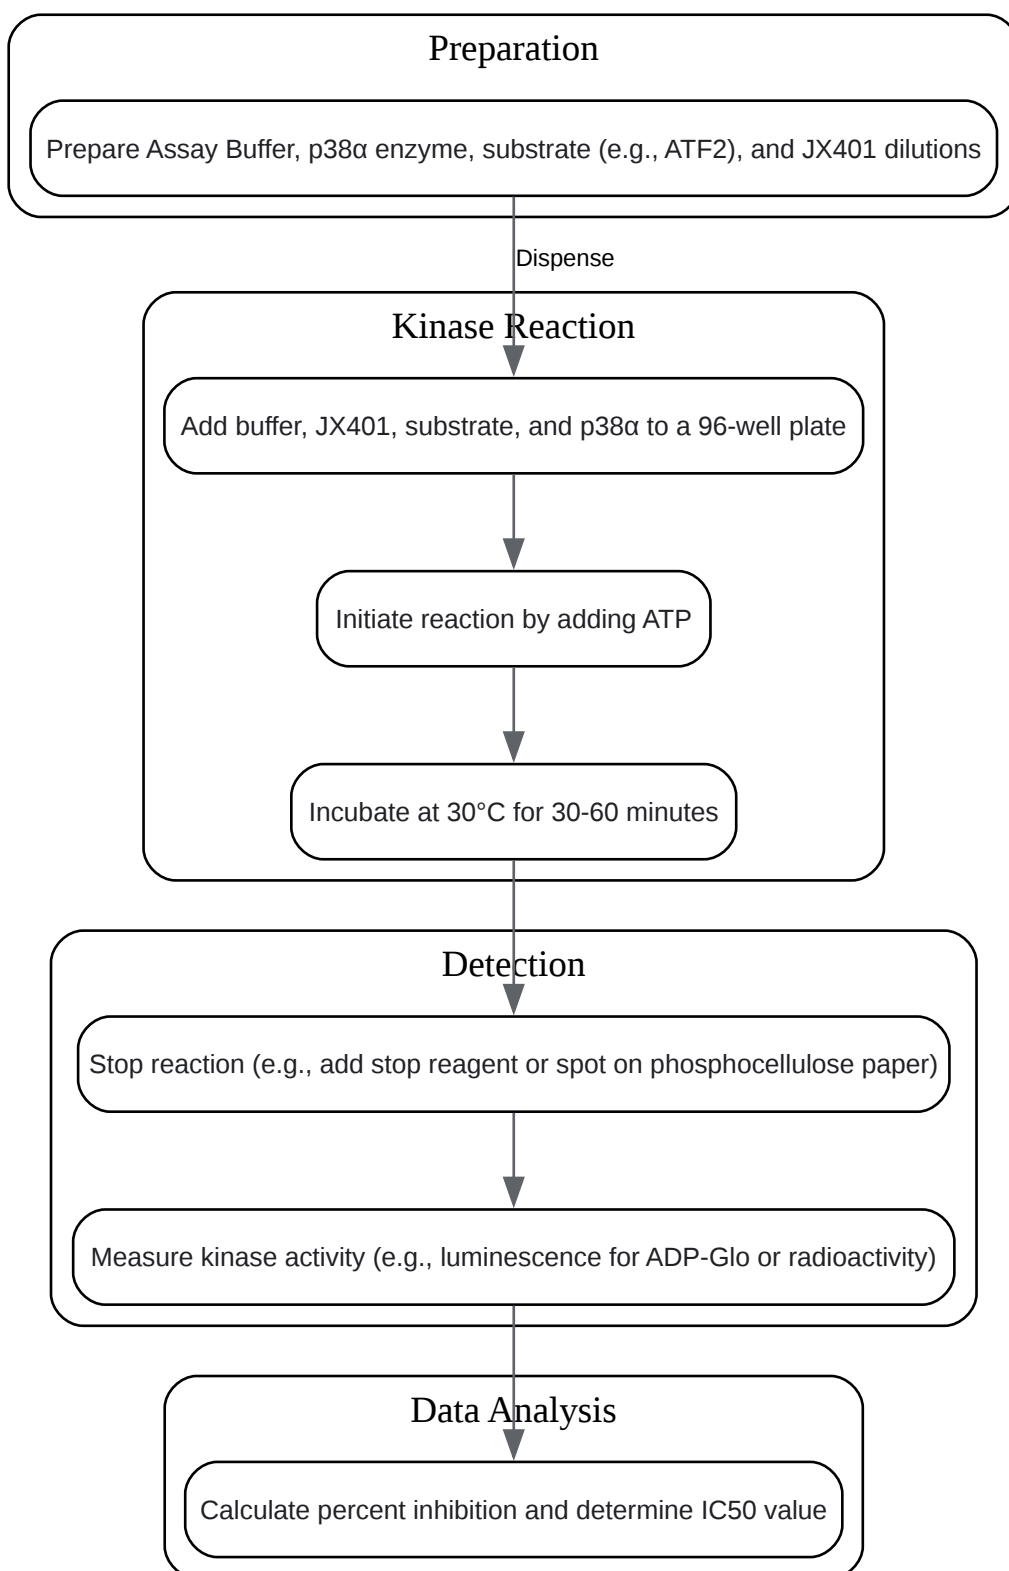 Preparation
Prepare Assay Buffer, p38α enzyme, substrate (e.g., ATF2), and JX401 dilutions
Dispense
Kinase Reaction
Add buffer, JX401, substrate, and p38α to a 96-well plate
Initiate reaction by adding ATP
Incubate at 30°C for 30-60 minutes
Detection
Stop reaction (e.g., add stop reagent or spot on phosphocellulose paper)
Measure kinase activity (e.g., luminescence for ADP-Glo or radioactivity)
Data Analysis
Calculate percent inhibition and determine IC50 value